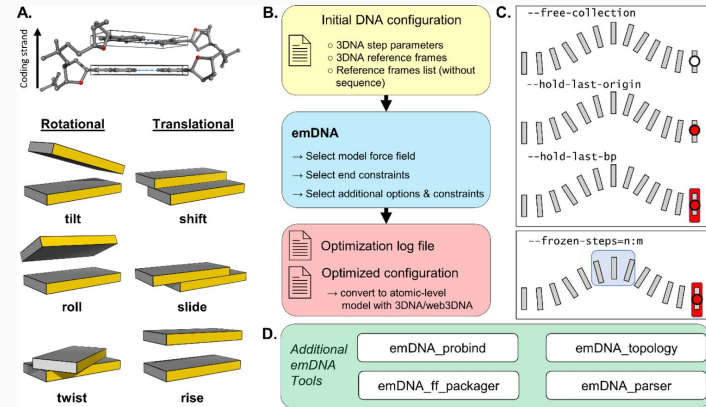 A.
Coding strand
Rotational
Translational
tilt
shift
roll
slide
twist
rise
B.
Initial DNA configuration
○ 3DNA step parameters
○ 3DNA reference frames
○ Reference frames list (without
sequence)
emDNA
→ Select model force field
→ Select end constraints
→ Select additional options & constraints
Optimization log file
Optimized configuration
→ convert to atomic-level
model with 3DNA/web3DNA
C.
--free-collection
--hold-last-origin
--hold-last-bp
--frozen-steps=n:m
D.
Additional
emDNA
Tools
emDNA_probind
emDNA_topology
emDNA_ff_packager
emDNA_parser